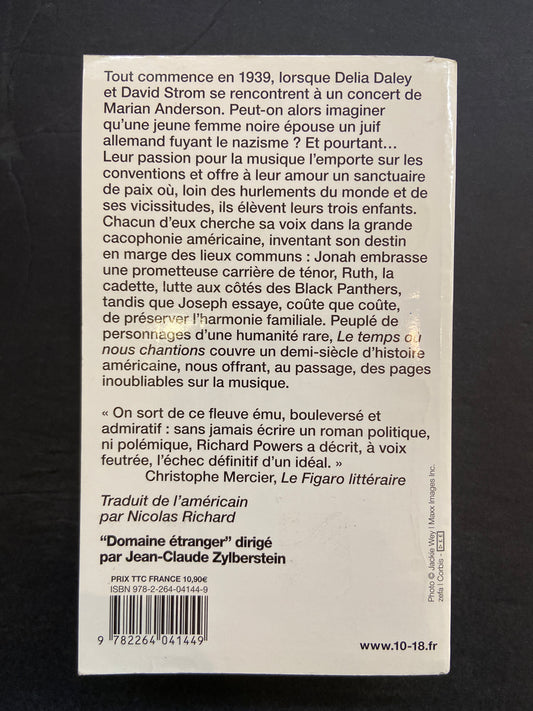 Tout commence en 1939, lorsque Delia Daley
et David Strom se rencontrent à un concert de
Marian Anderson. Peut-on alors imaginer
qu'une jeune femme noire épouse un juif
allemand fuyant le nazisme ? Et pourtant...
Leur passion pour la musique l'emporte sur les
conventions et offre à leur amour un sanctuaire
de paix où, loin des hurlements du monde et de
ses vicissitudes, ils élèvent leurs trois enfants.
Chacun d'eux cherche sa voix dans la grande
cacophonie américaine, inventant son destin
en marge des lieux communs : Jonah embrasse
une prometteuse carrière de ténor, Ruth, la
cadette, lutte aux côtés des Black Panthers,
tandis que Joseph essaye, coûte que coûte,
de préserver l'harmonie familiale. Peuplé de
personnages d'une humanité rare, Le temps où
nous chantions couvre un demi-siècle d'histoire
américaine, nous offrant, au passage, des pages
inoubliables sur la musique.
« On sort de ce fleuve ému, bouleversé et
admiratif : sans jamais écrire un roman politique,
ni polémique, Richard Powers a décrit, à voix
feutrée, l'échec définitif d'un idéal. »
Christophe Mercier, Le Figaro littéraire
Traduit de l'américain
par Nicolas Richard
"Domaine étranger" dirigé
par Jean-Claude Zylberstein
PRIX TTC FRANCE 10,90€
ISBN 978-2-264-04144-9
9 782264 041449
www.10-18.fr
Photo © Jackie Wey | Maxx Images Inc.
zefa | Corbis -